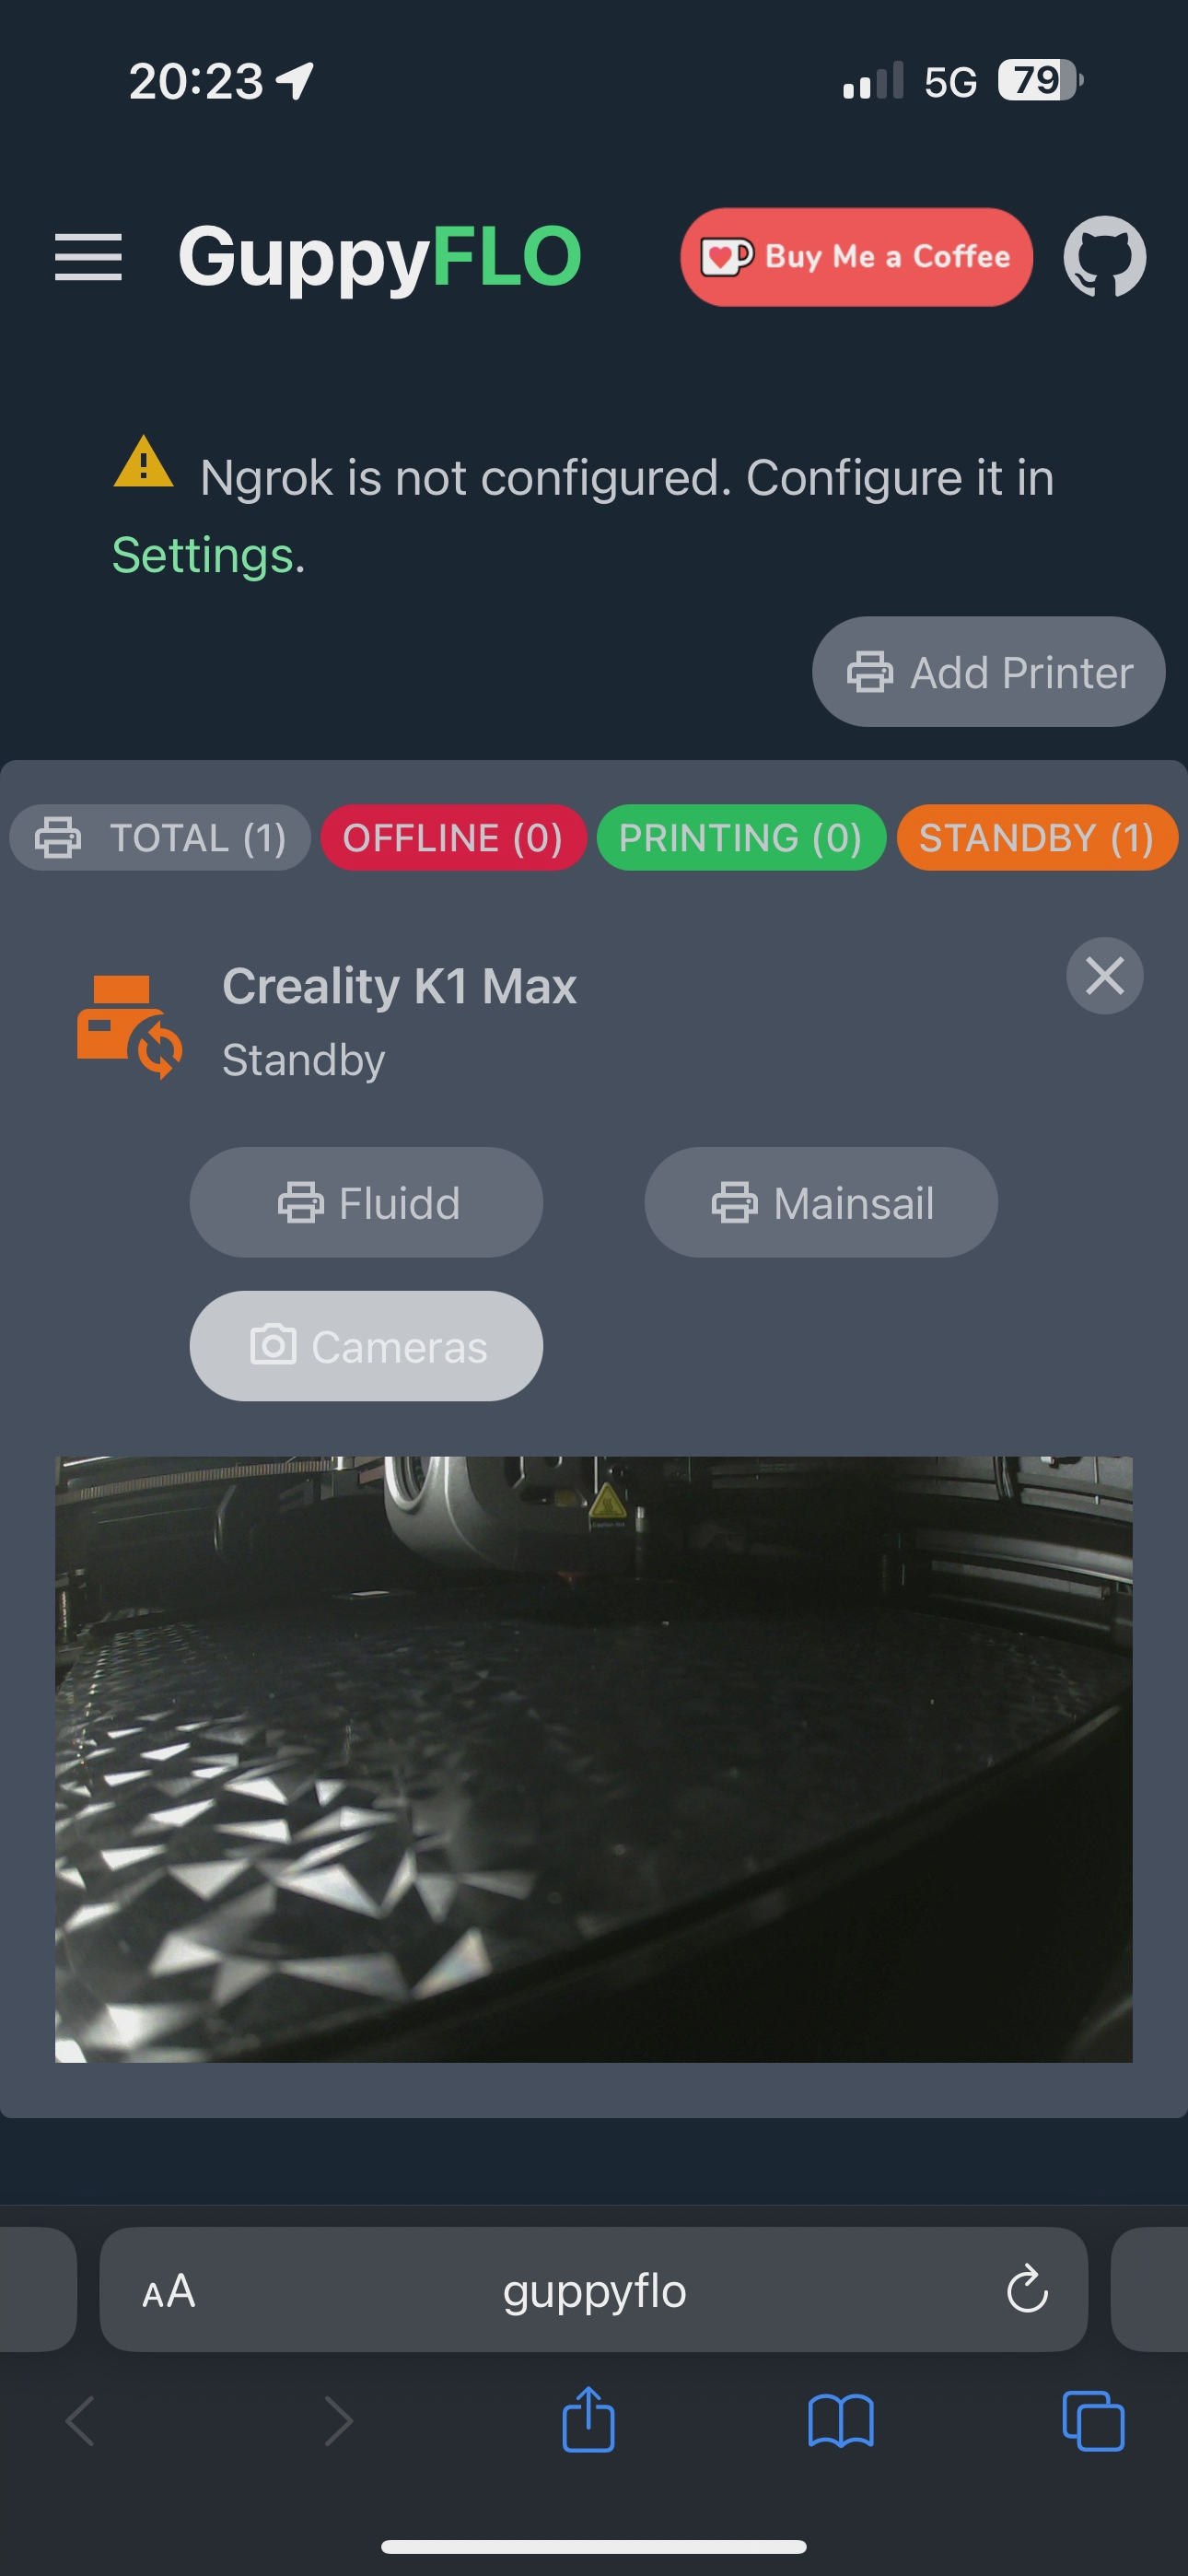 20:23
5G
79
GuppyFLO
Buy Me a Coffee
Ngrok is not configured. Configure it in
Settings.
Add Printer
TOTAL (1)
OFFLINE (0)
PRINTING (0)
STANDBY (1)
Creality K1 Max
Standby
Fluidd
Mainsail
Cameras
AA
guppyflo